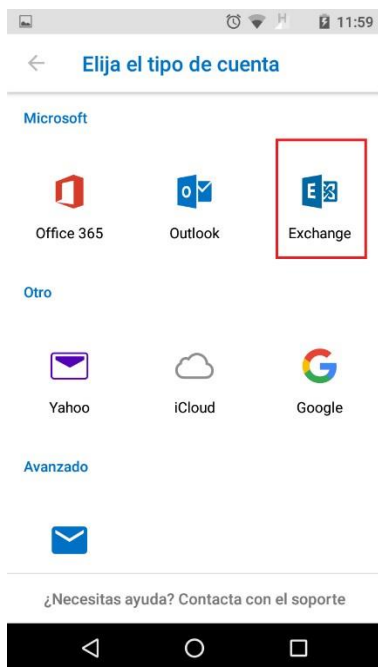 H
11:59
Elija el tipo de cuenta
Microsoft
Office 365
Outlook
Exchange
Otro
Yahoo
iCloud
Google
Avanzado
¿Necesitas ayuda? Contacta con el soporte